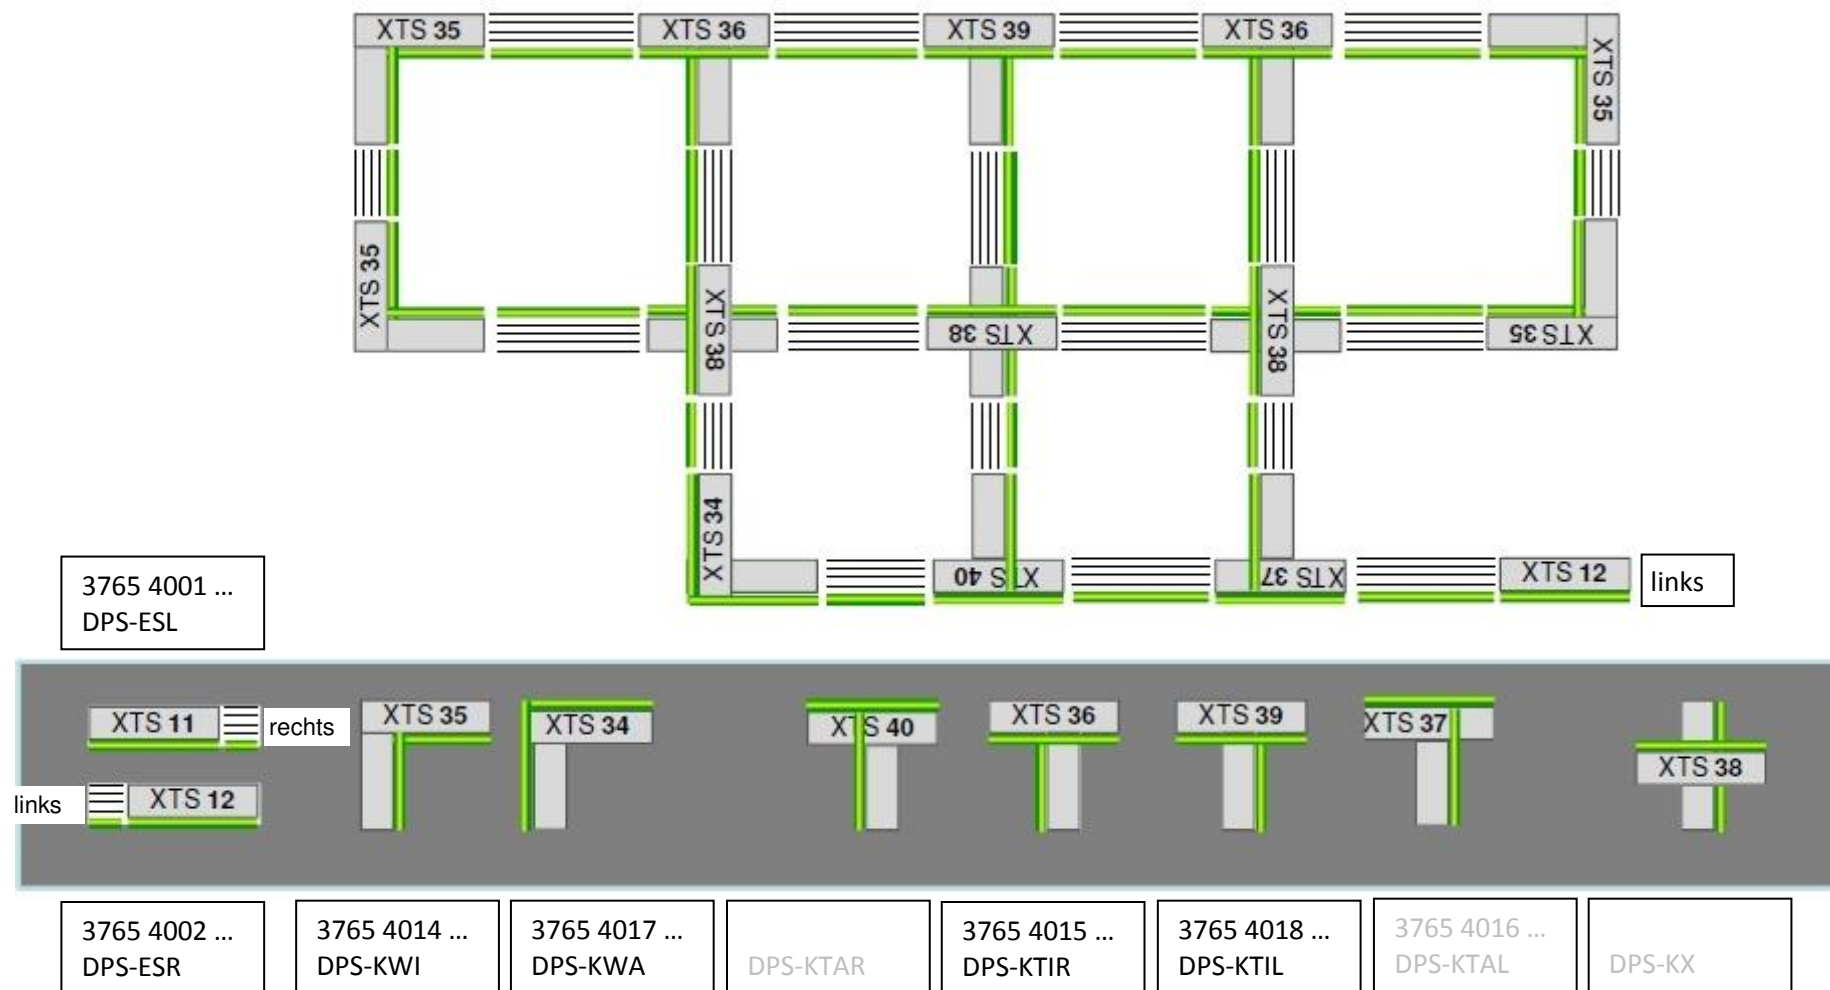 XTS 35
XTS 36
XTS 39
XTS 36
XTS 35
XTS 35
XTS 38
XTS 38
XTS 38
XTS 35
XTS 34
XTS 40
XTS 37
XTS 12
links
3765 4001 ...
DPS-ESL
XTS 11
rechts
XTS 35
XTS 34
XTS 40
XTS 36
XTS 39
XTS 37
XTS 38
links
XTS 12
3765 4002 ...
DPS-ESR
3765 4014 ...
DPS-KWI
3765 4017 ...
DPS-KWA
DPS-KTAR
3765 4015 ...
DPS-KTIR
3765 4018 ...
DPS-KTIL
3765 4016 ...
DPS-KTAL
DPS-KX